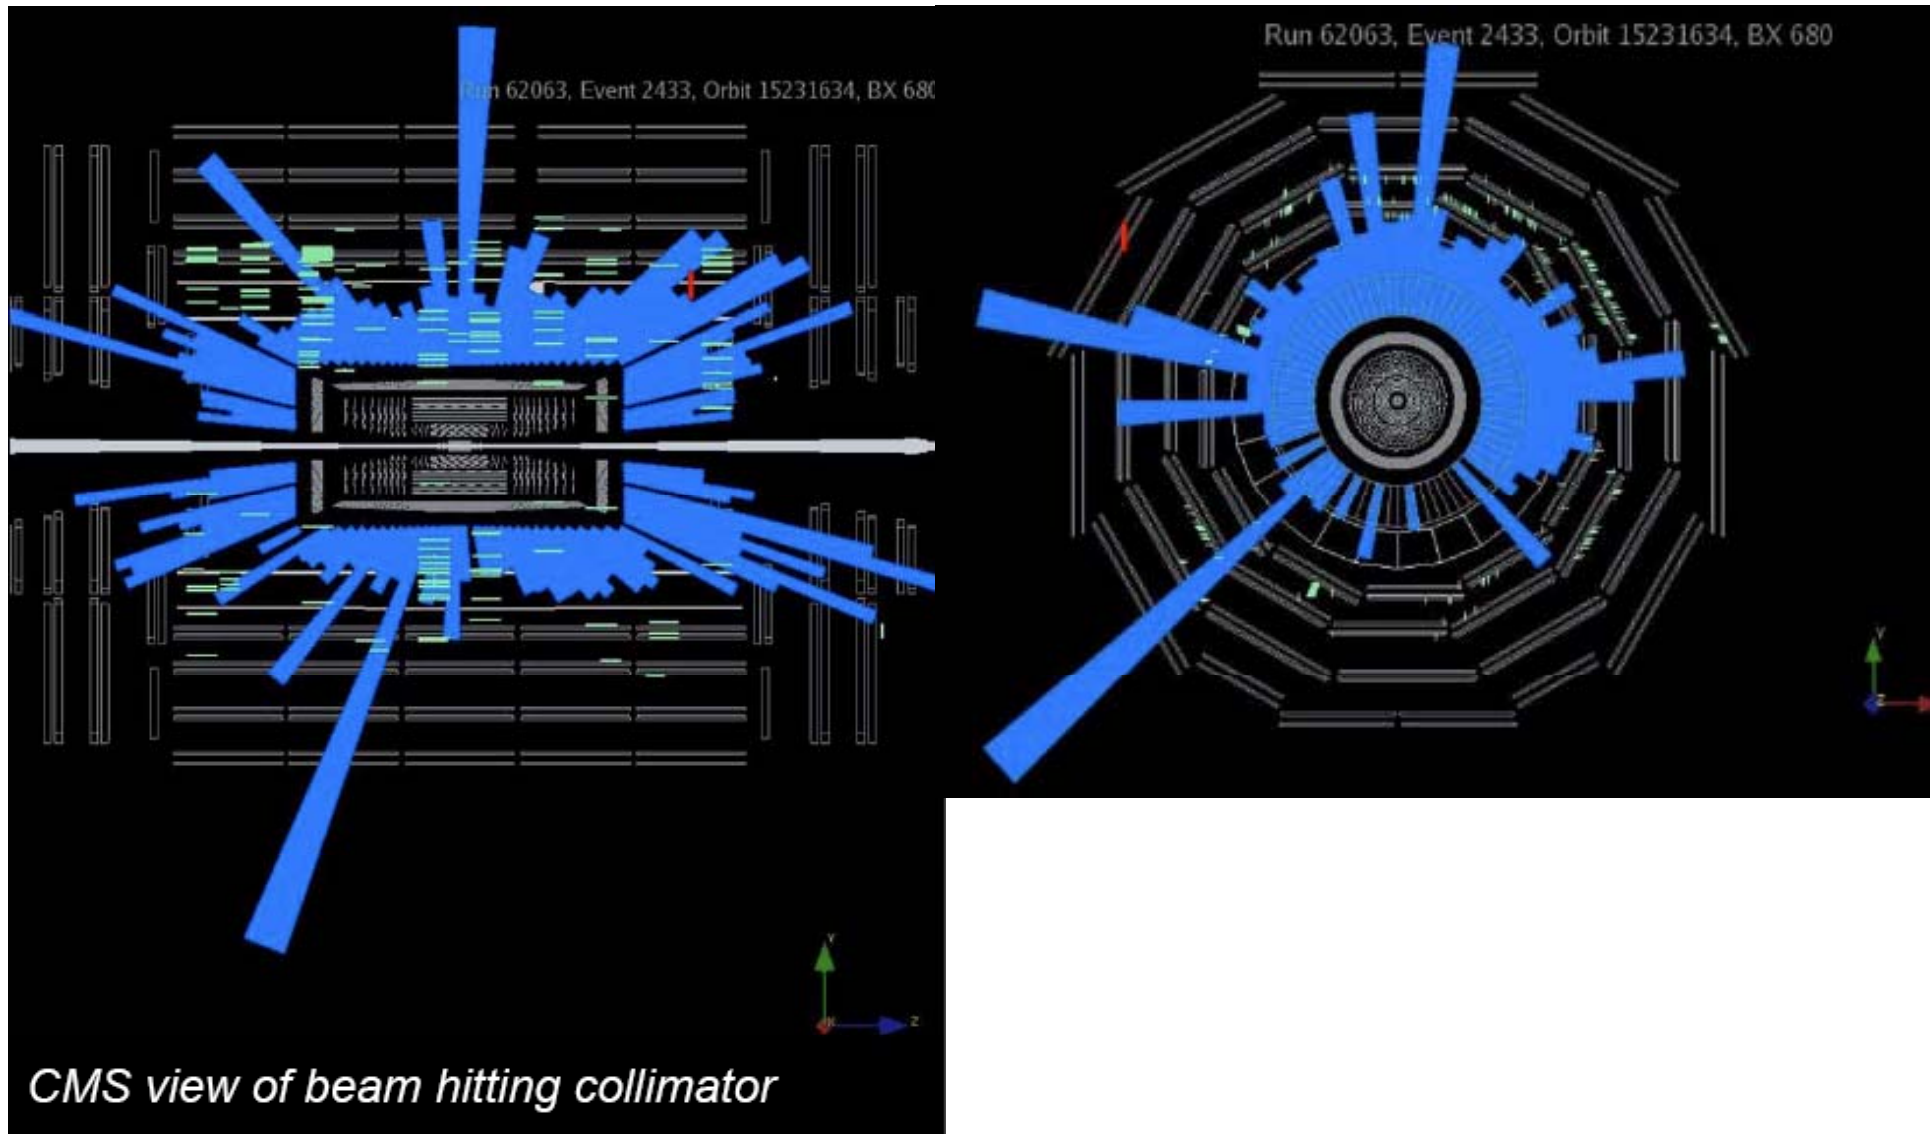 Run 62063, Event 2433, Orbit 15231634, BX 680
Run 62063, Event 2433, Orbit 15231634, BX 680
Y
Z
Y
Z
CMS view of beam hitting collimator